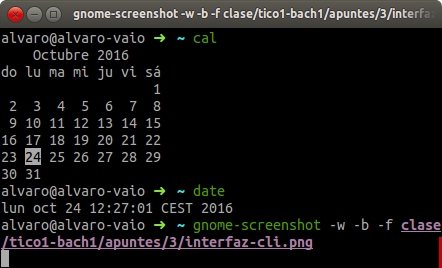 gnome-screenshot -w -b -f clase/tico1-bach1/apuntes/3/interfaz
alvaro@alvaro-vaio ➜ ~ cal
    Octubre 2016
do lu ma mi ju vi sá
                   1
 2  3  4  5  6  7  8
 9 10 11 12 13 14 15
16 17 18 19 20 21 22
23 24 25 26 27 28 29
30 31
alvaro@alvaro-vaio ➜ ~ date
lun oct 24 12:27:01 CEST 2016
alvaro@alvaro-vaio ➜ ~ gnome-screenshot -w -b -f clase
/tico1-bach1/apuntes/3/interfaz-cli.png